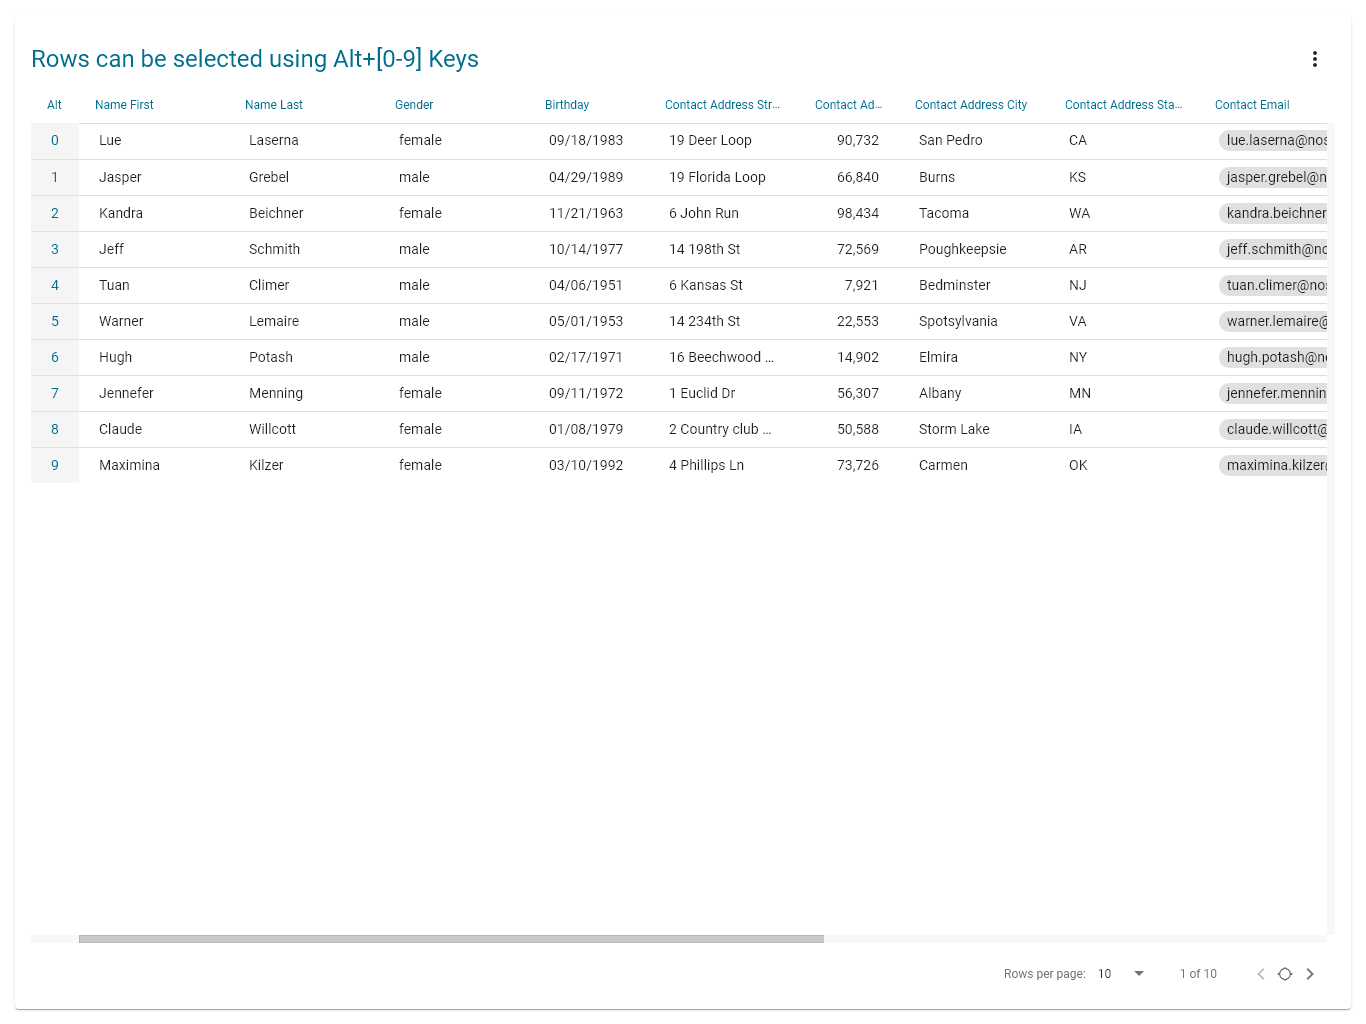 Rows can be selected using Alt+[0-9] Keys
Alt Name First Name Last Gender Birthday Contact Address Str... Contact Ad... Contact Address City Contact Address Sta... Contact Email
0 Lue Laserna female 09/18/1983 19 Deer Loop 90,732 San Pedro CA lue.laserna@nos
1 Jasper Grebel male 04/29/1989 19 Florida Loop 66,840 Burns KS jasper.grebel@n
2 Kandra Beichner female 11/21/1963 6 John Run 98,434 Tacoma WA kandra.beichner
3 Jeff Schmith male 10/14/1977 14 198th St 72,569 Poughkeepsie AR jeff.schmith@no
4 Tuan Climer male 04/06/1951 6 Kansas St 7,921 Bedminster NJ tuan.climer@nos
5 Warner Lemaire male 05/01/1953 14 234th St 22,553 Spotsylvania VA warner.lemaire@
6 Hugh Potash male 02/17/1971 16 Beechwood ... 14,902 Elmira NY hugh.potash@no
7 Jennefer Menning female 09/11/1972 1 Euclid Dr 56,307 Albany MN jennefer.mennin
8 Claude Willcott female 01/08/1979 2 Country club ... 50,588 Storm Lake IA claude.willcott@
9 Maximina Kilzer female 03/10/1992 4 Phillips Ln 73,726 Carmen OK maximina.kilzer@
Rows per page: 10 1 of 10